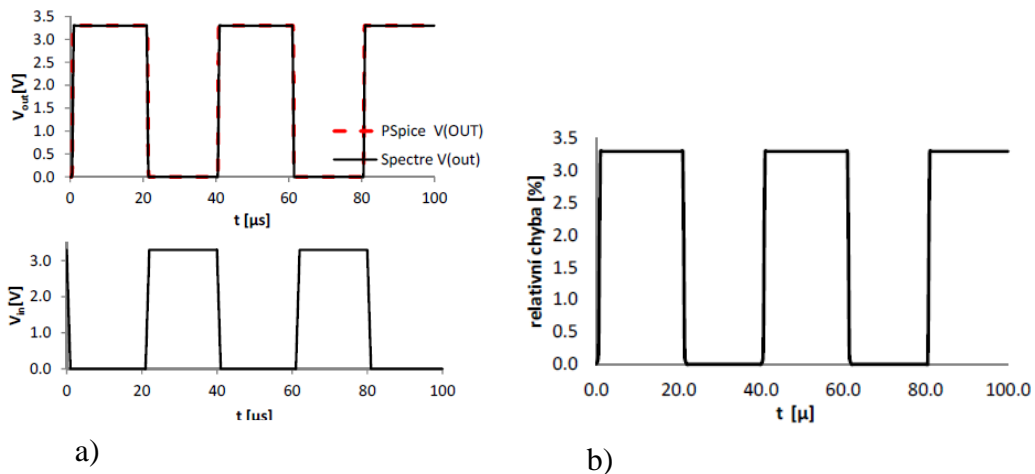 3.5
3.0
2.5
2.0
1.5
1.0
0.5
0.0
Vout[V]
PSpice V(OUT)
Spectre V(out)
0 20 40 60 80 100
t [µs]
3.0
2.0
1.0
0.0
Vin[V]
0 20 40 60 80 100
t [µs]
a)
3.5
3.0
2.5
2.0
1.5
1.0
0.5
0.0
relativní chyba [%]
0.0 20.0 40.0 60.0 80.0 100.0
t [µ]
b)